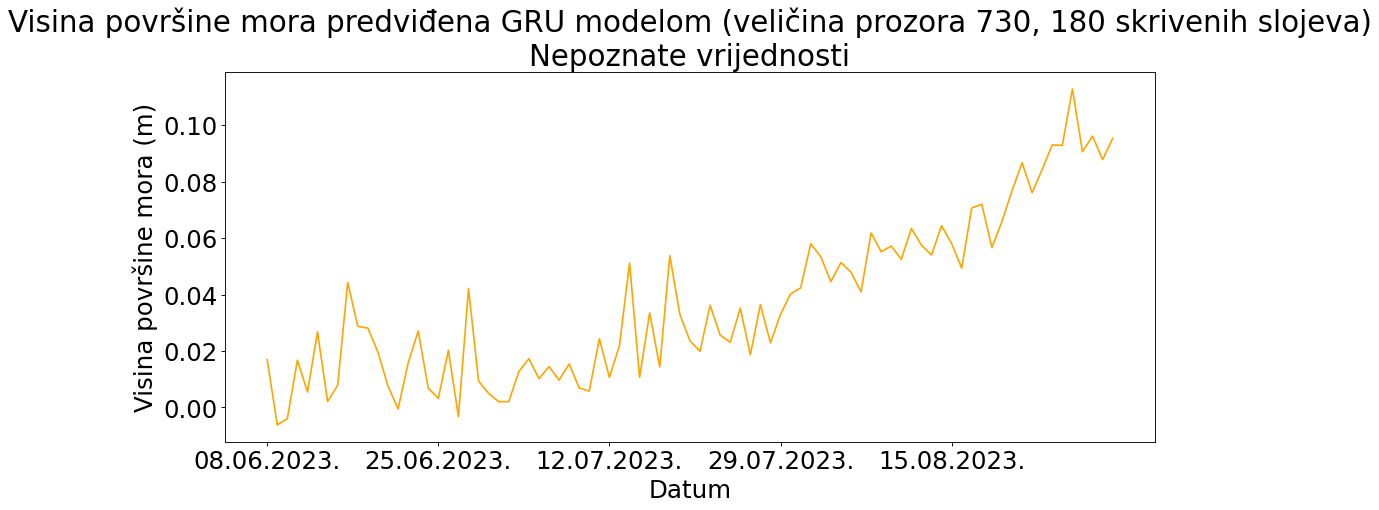 Visina površine mora predviđena GRU modelom (veličina prozora 730, 180 skrivenih slojeva)
Nepoznate vrijednosti
Visina površine mora (m)
0.10
0.08
0.06
0.04
0.02
0.00
08.06.2023. 25.06.2023. 12.07.2023. 29.07.2023. 15.08.2023.
Datum